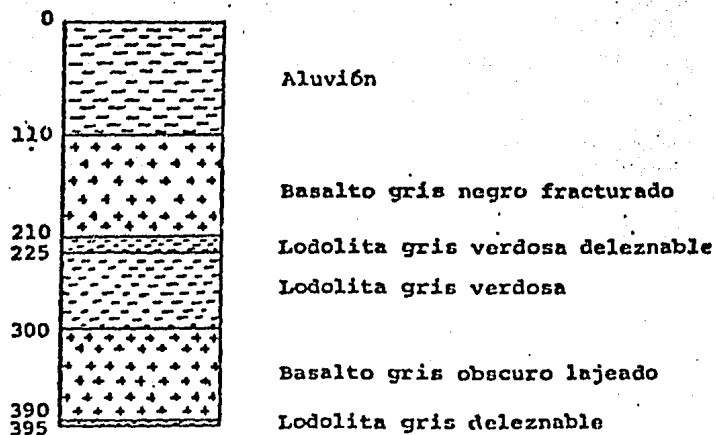 0
Aluvión
110
Basalto gris negro fracturado
210
Lodolita gris verdosa deleznable
225
Lodolita gris verdosa
300
Basalto gris obscuro lajeado
390
Lodolita gris deleznable
395